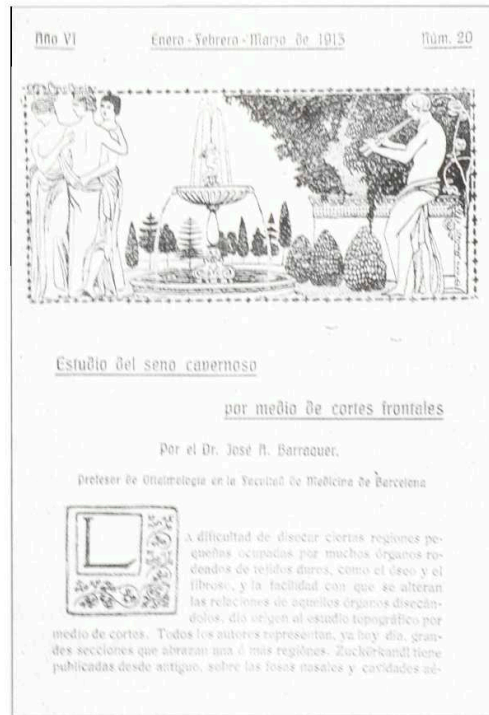 Año VI Enero - Febrero - Marzo de 1913 Núm. 20
Estudio del seno cavernoso
por medio de cortes frontales
Por el Dr. José A. Barraquer.
Profesor de Oftalmología en la Facultad de Medicina de Barcelona
La dificultad de disecar ciertas regiones pe-
queñas ocupadas por muchos órganos ro-
deados de tejidos duros, como el óseo y el
fibroso, y la facilidad con que se alteran
las relaciones de aquellos órganos disecán-
dolos, dió origen al estudio topográfico por
medio de cortes. Todos los autores representan, ya hoy día, gran-
des secciones que abrazan una ó más regiones. Zuckerkandl tiene
publicadas desde antiguo, sobre las fosas nasales y cavidades aé-